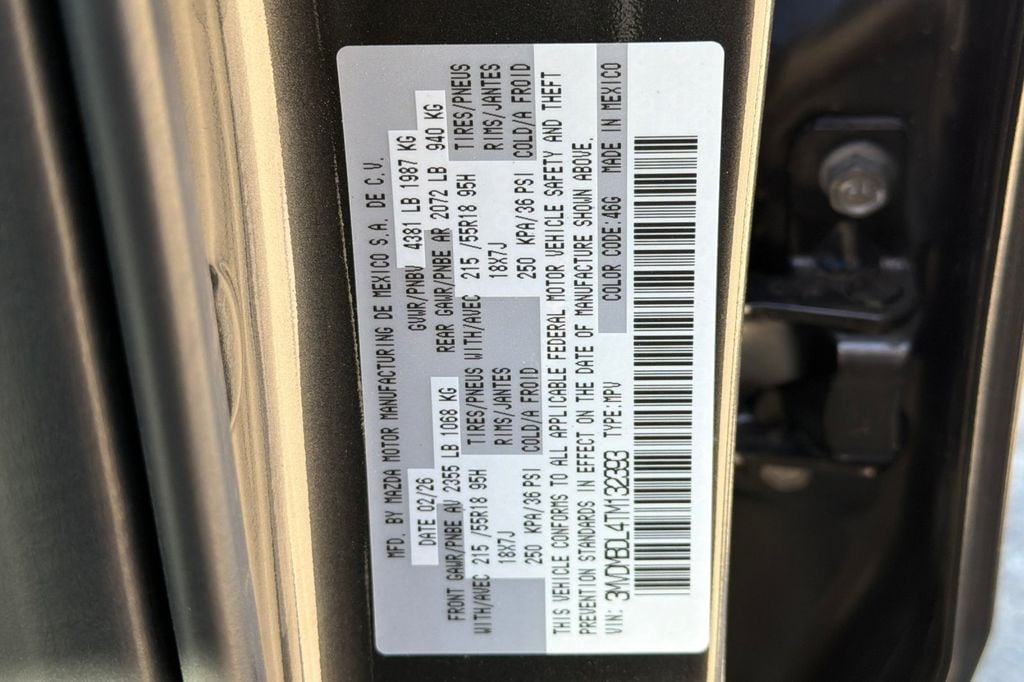 MFD. BY MAZDA MOTOR MANUFACTURING DE MEXICO S.A. DE C.V.
DATE 02/26 GVWR/PNBV 4381 LB 1987 KG
FRONT GAWR/PNBE AV 2355 LB 1068 KG REAR GAWR/PNBE AR 2072 LB 940 KG
WITH/AVEC 215 /55R18 95H TIRES/PNEUS WITH/AVEC 215 /55R18 95H TIRES/PNEUS
18X7J RIMS/JANTES 18X7J RIMS/JANTES
250 KPA/36 PSI COLD/A FROID 250 KPA/36 PSI COLD/A FROID
THIS VEHICLE CONFORMS TO ALL APPLICABLE FEDERAL MOTOR VEHICLE SAFETY AND THEFT
PREVENTION STANDARDS IN EFFECT ON THE DATE OF MANUFACTURE SHOWN ABOVE.
VIN: 3MVDMBDL4TM132393 TYPE:MPV COLOR CODE:46G MADE IN MEXICO